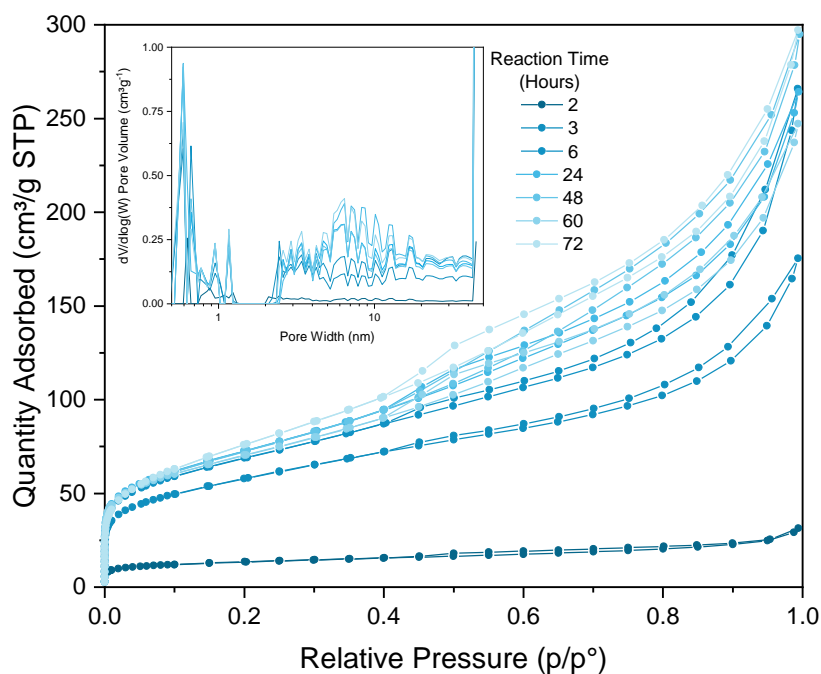 300
250
200
150
100
50
0
0.0 0.2 0.4 0.6 0.8 1.0
Quantity Adsorbed (cm³/g STP)
Relative Pressure (p/p°)
1.00
0.75
0.50
0.25
0.00
1 10
dV/dlog(W) Pore Volume (cm³g⁻¹)
Pore Width (nm)
Reaction Time
(Hours)
2
3
6
24
48
60
72